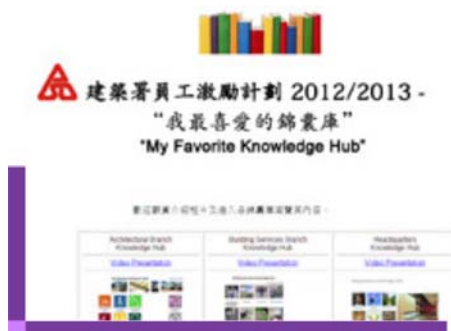 建築署員工激勵計劃 2012/2013 -
“我最喜愛的錦囊庫”
"My Favorite Knowledge Hub"
Architectural Branch
Knowledge Hub
Building Services Branch
Knowledge Hub
Headquarters
Knowledge Hub
Video Presentation
Video Presentation
Video Presentation